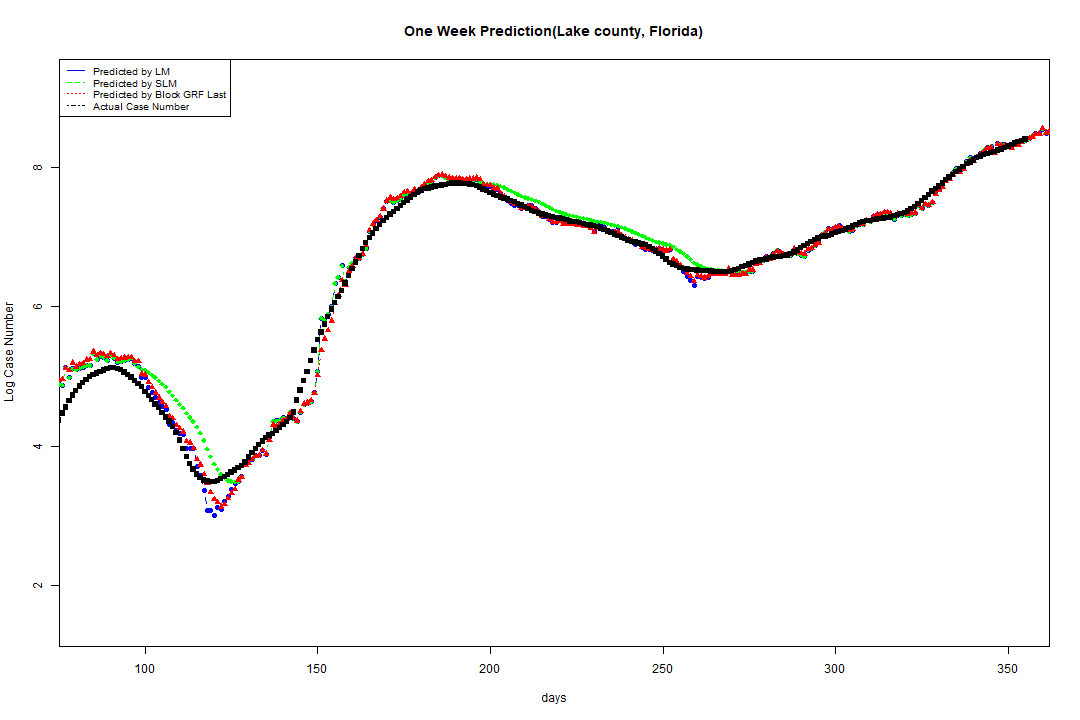 One Week Prediction(Lake county, Florida)
Predicted by LM
Predicted by SLM
Predicted by Block GRF Last
Actual Case Number
8
6
4
2
Log Case Number
100 150 200 250 300 350
days